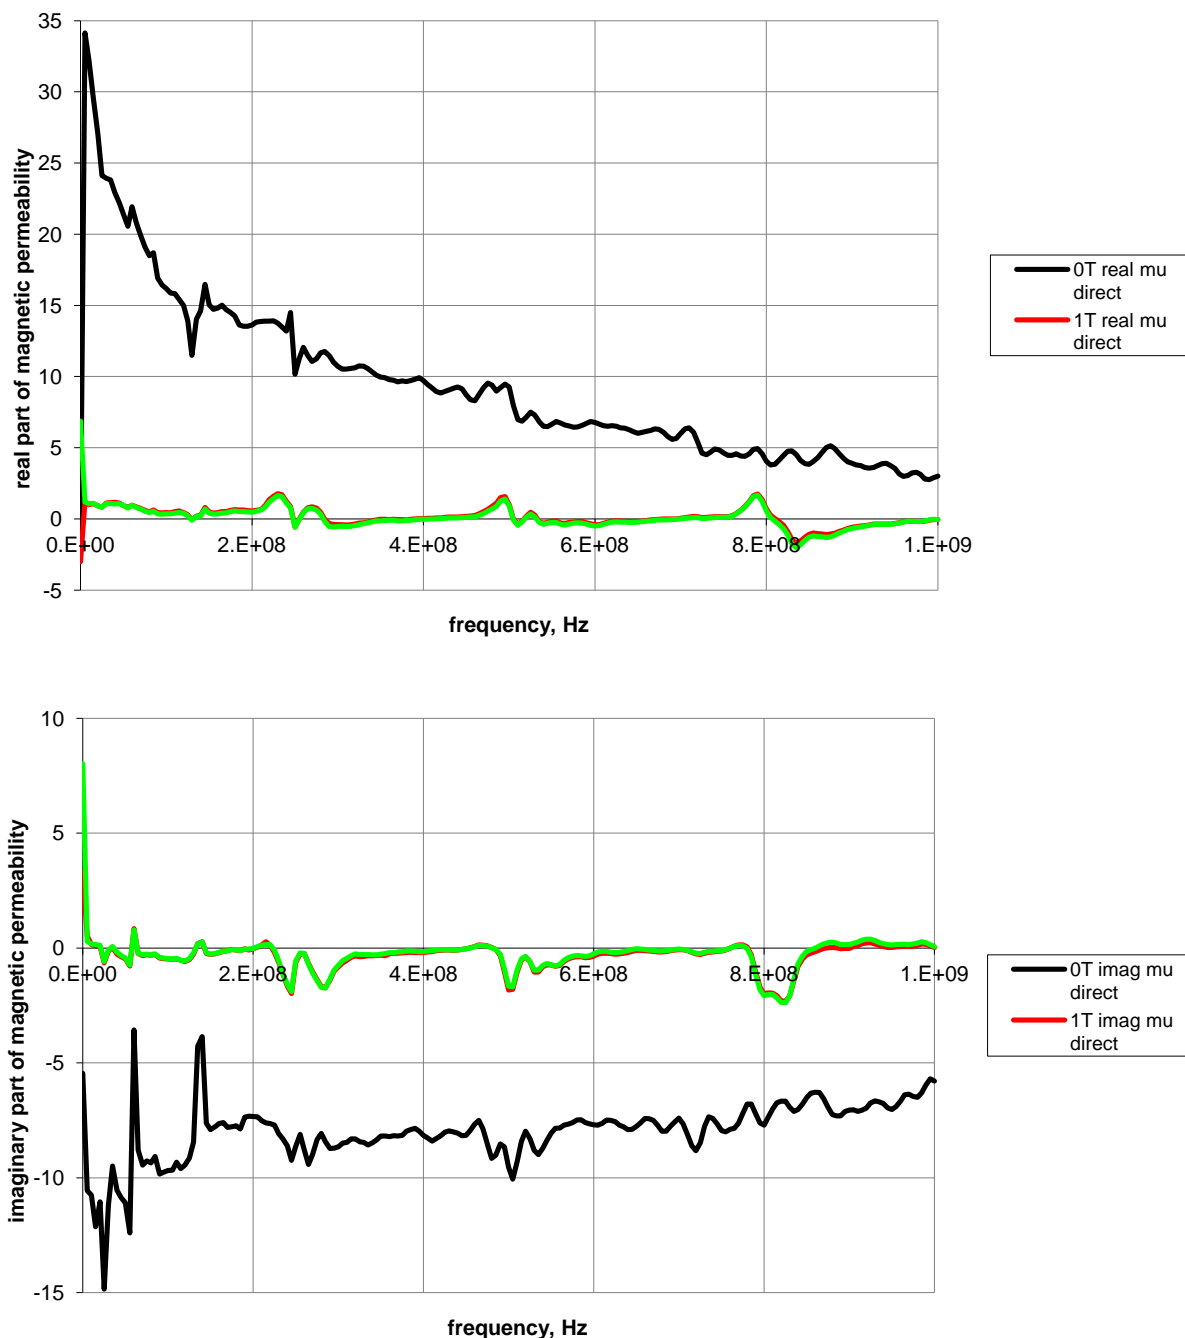 35
30
25
20
15
10
5
0
-5
0.E+00
2.E+08
4.E+08
6.E+08
8.E+08
1.E+09
real part of magnetic permeability
frequency, Hz
0T real mu
direct
1T real mu
direct
10
5
0
-5
-10
-15
0.E+00
2.E+08
4.E+08
6.E+08
8.E+08
1.E+09
imaginary part of magnetic permeability
frequency, Hz
0T imag mu
direct
1T imag mu
direct